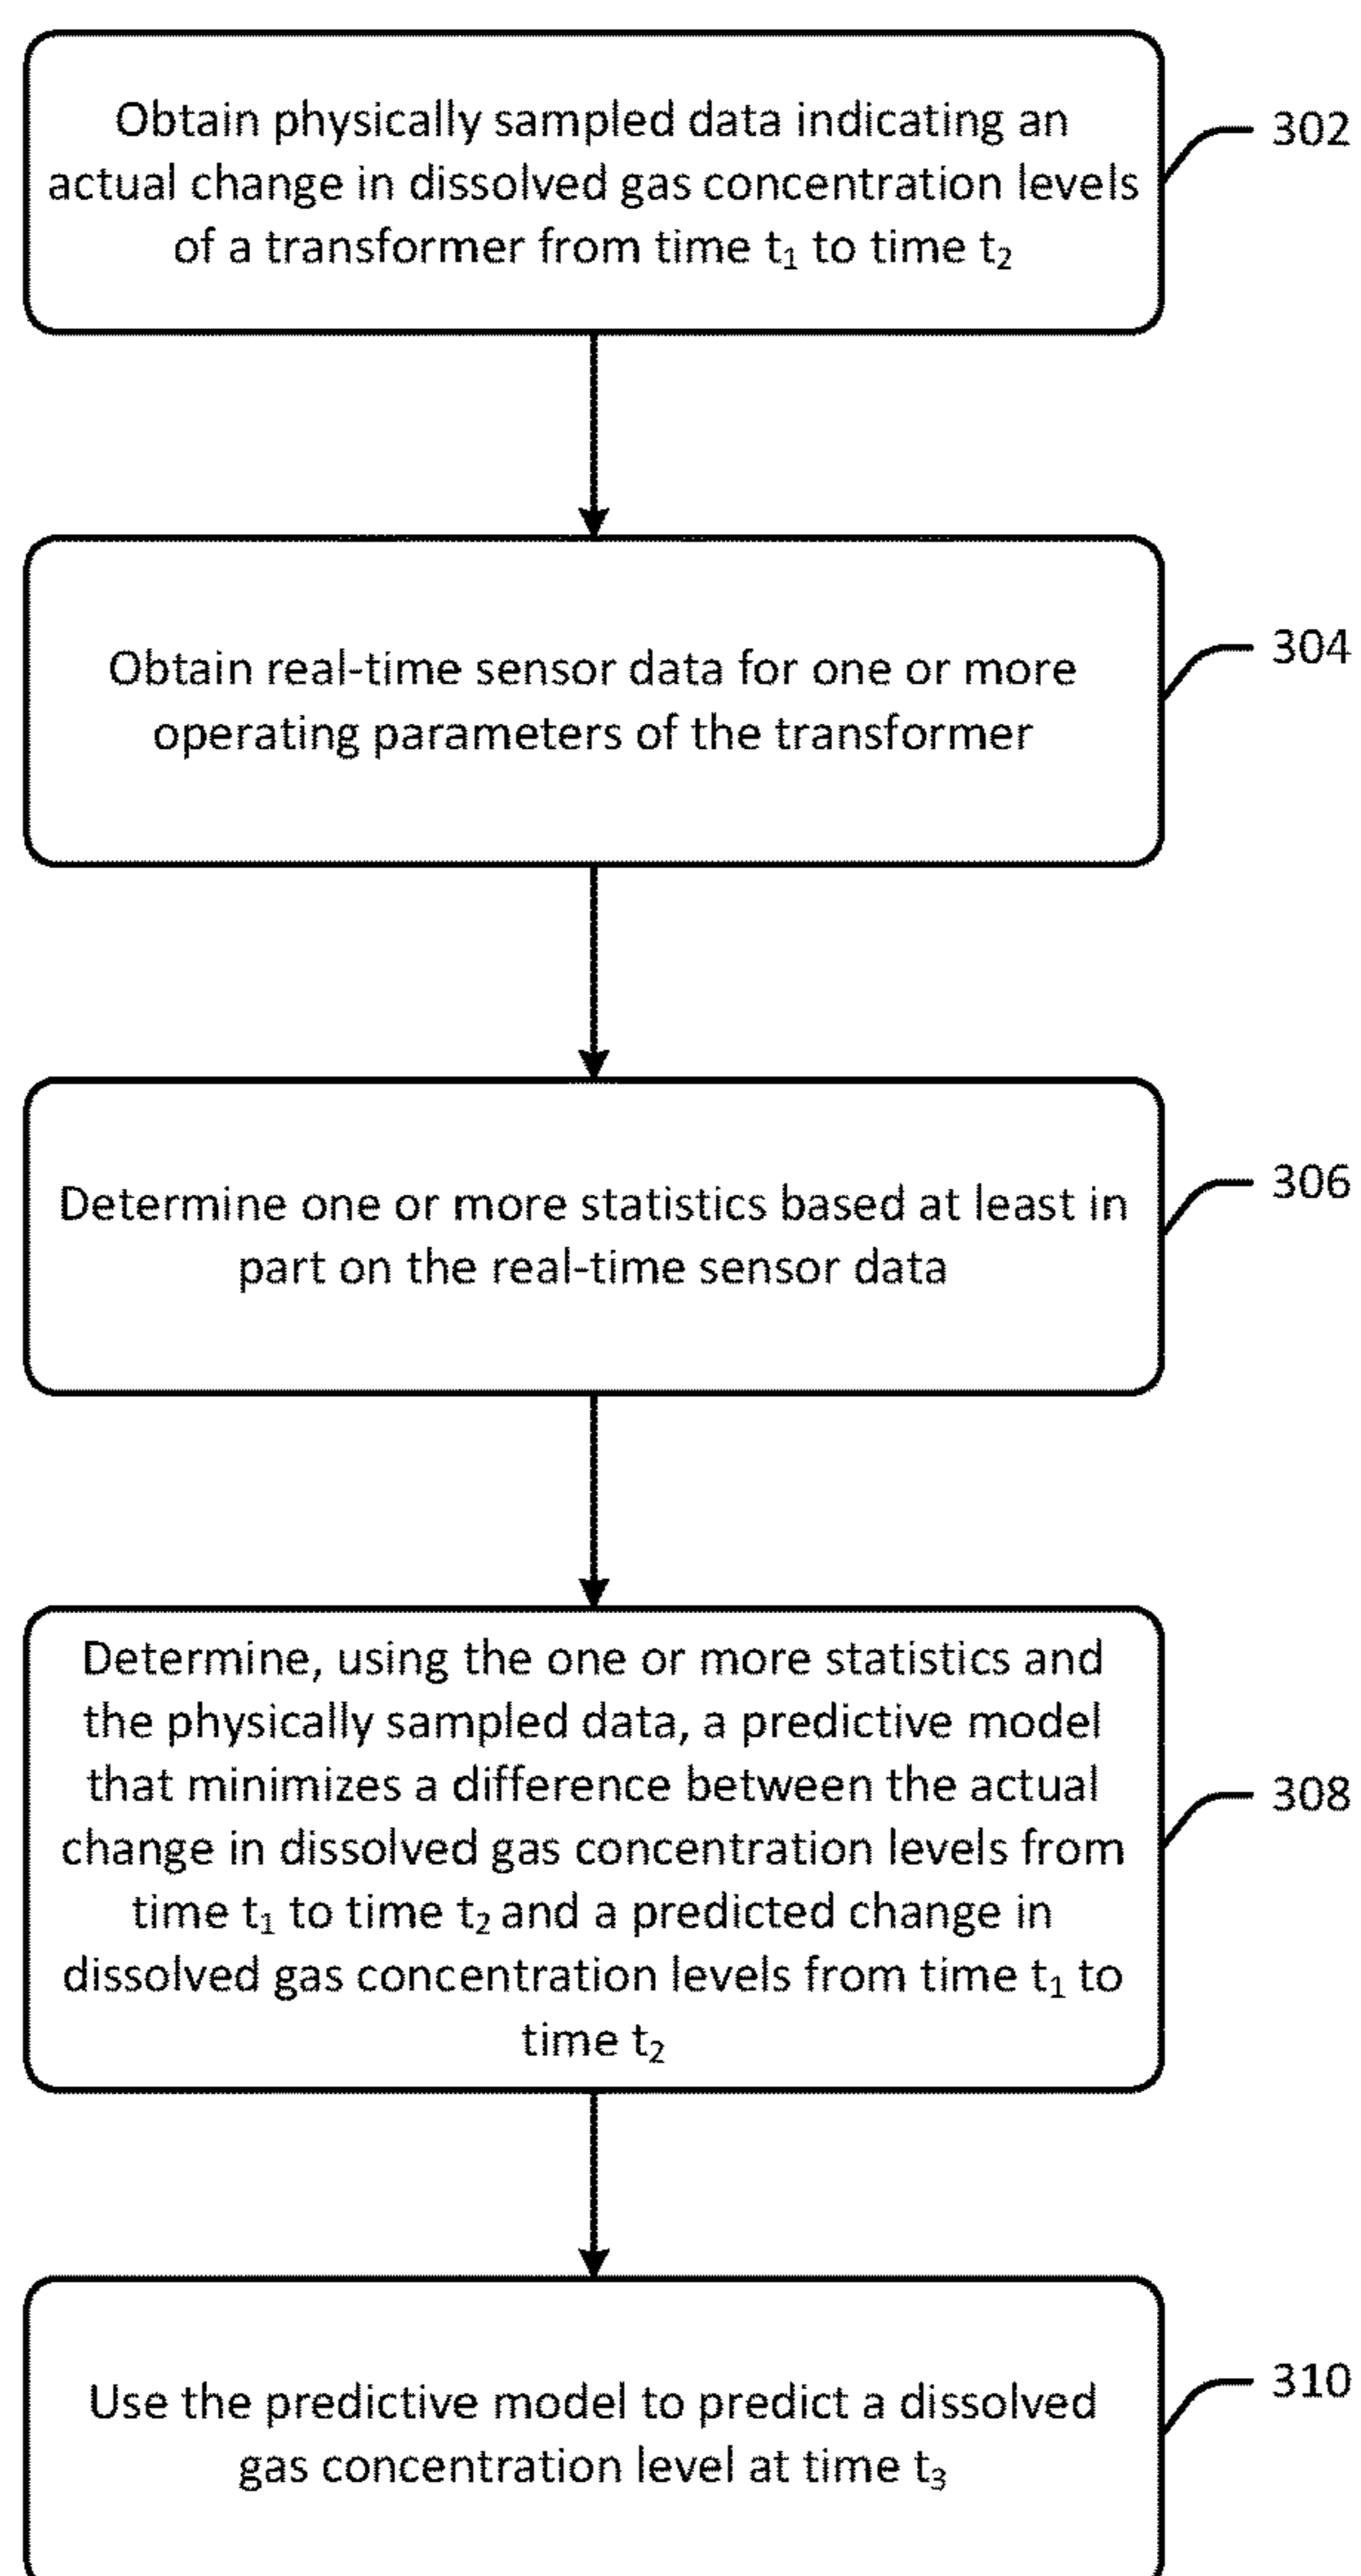 Obtain physically sampled data indicating an
actual change in dissolved gas concentration levels
of a transformer from time t₁ to time t₂
302
Obtain real-time sensor data for one or more
operating parameters of the transformer
304
Determine one or more statistics based at least in
part on the real-time sensor data
306
Determine, using the one or more statistics and
the physically sampled data, a predictive model
that minimizes a difference between the actual
change in dissolved gas concentration levels from
time t₁ to time t₂ and a predicted change in
dissolved gas concentration levels from time t₁ to
time t₂
308
Use the predictive model to predict a dissolved
gas concentration level at time t₃
310